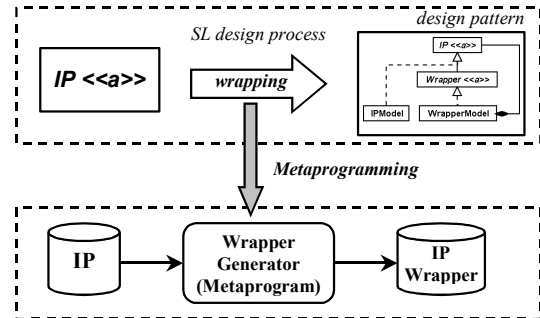 design pattern
SL design process
IP <<a>>
wrapping
IP <<a>>
Wrapper <<a>>
IPModel
WrapperModel
Metaprogramming
IP
Wrapper
Generator
(Metaprogram)
IP
Wrapper